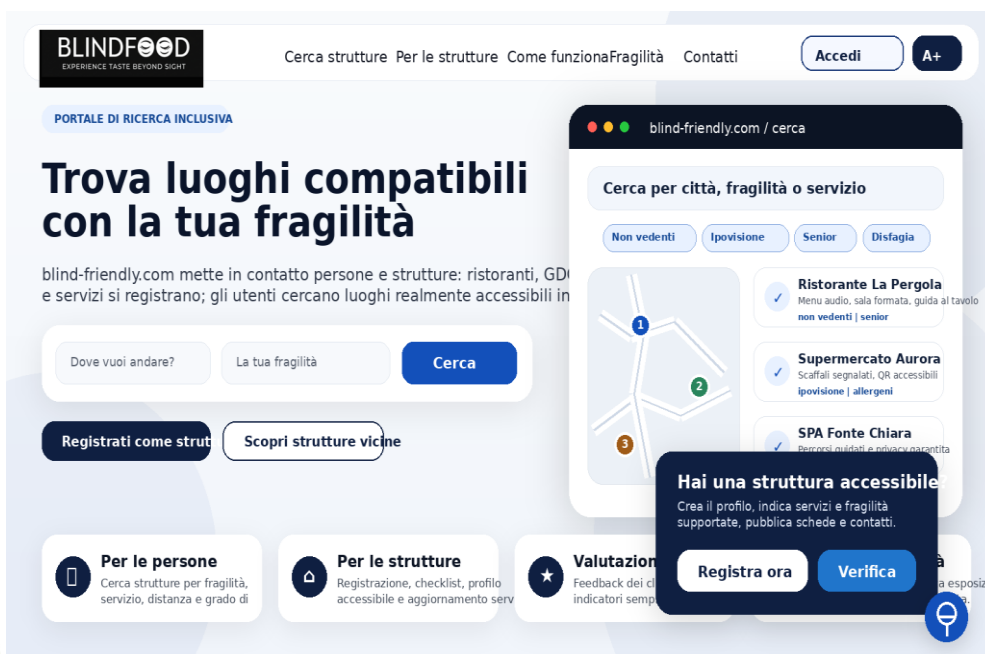 BLINDFOOD
EXPERIENCE TASTE BEYOND SIGHT
Cerca strutture Per le strutture Come funziona Fragilità Contatti
Accedi
A+
PORTALE DI RICERCA INCLUSIVA
Trova luoghi compatibili
con la tua fragilità
blind-friendly.com mette in contatto persone e strutture: ristoranti, GDO
e servizi si registrano; gli utenti cercano luoghi realmente accessibili in
Dove vuoi andare?
La tua fragilità
Cerca
Registrati come strutt
Scopri strutture vicine
blind-friendly.com / cerca
Cerca per città, fragilità o servizio
Non vedenti
Ipovisione
Senior
Disfagia
1
2
3
✓
Ristorante La Pergola
Menu audio, sala formata, guida al tavolo
non vedenti | senior
✓
Supermercato Aurora
Scaffali segnalati, QR accessibili
ipovisione | allergeni
✓
SPA Fonte Chiara
Percorsi guidati e privacy garantita
Hai una struttura accessibile?
Crea il profilo, indica servizi e fragilità
supportate, pubblica schede e contatti.
Registra ora
Verifica
Per le persone
Cerca strutture per fragilità,
servizio, distanza e grado di
Per le strutture
Registrazione, checklist, profilo
accessibile e aggiornamento serv
Valutazion
Feedback dei cl
indicatori semp
à
a esposiz
a.